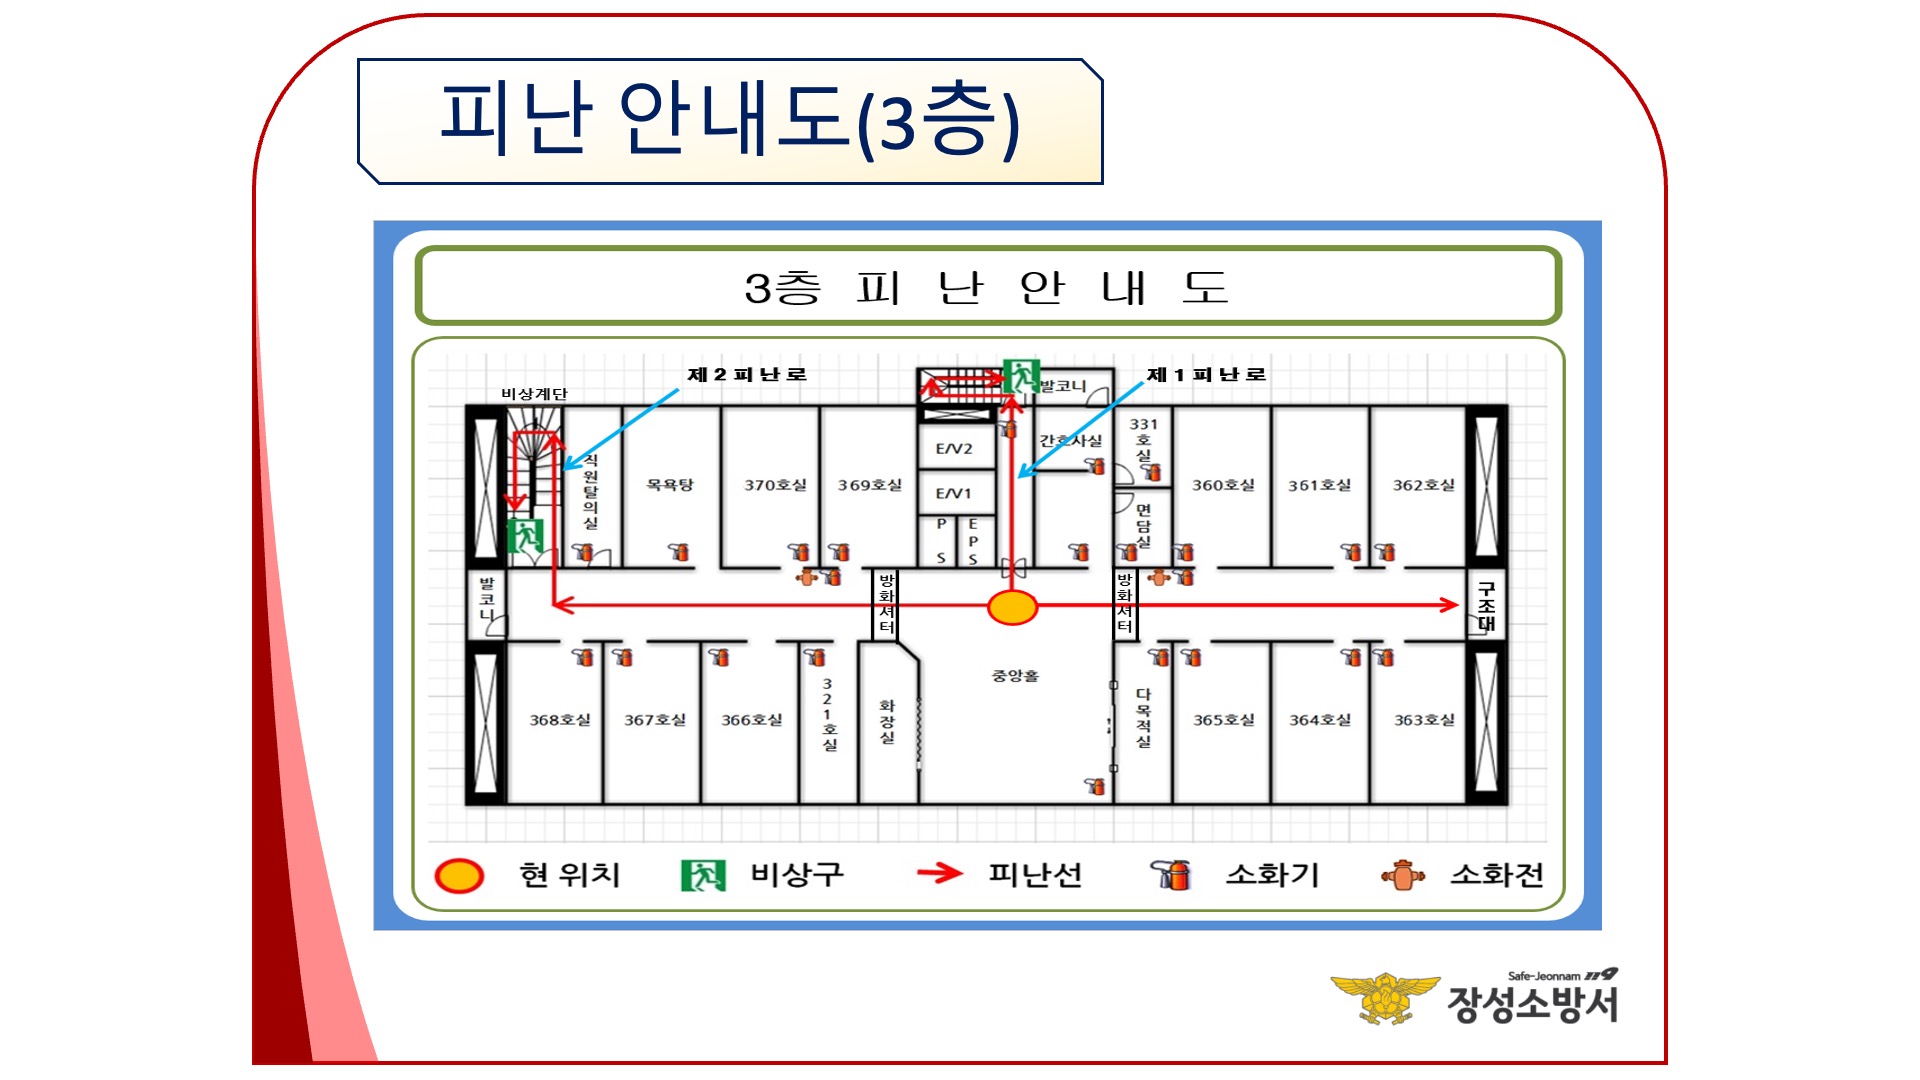 피난 안내도(3층)
3층 피 난 안 내 도
제2피난로
제1피난로
비상계단
발코니
331호실
간호사실
E/V2
E/V1
PS
EPS
직원탈의실
목욕탕
370호실
369호실
면담실
360호실
361호실
362호실
발코니
방화셔터
방화셔터
구조대
중앙홀
368호실
367호실
366호실
321호실
화장실
다목적실
365호실
364호실
363호실
현 위치
비상구
피난선
소화기
소화전
Safe-Jeonnam 119
장성소방서